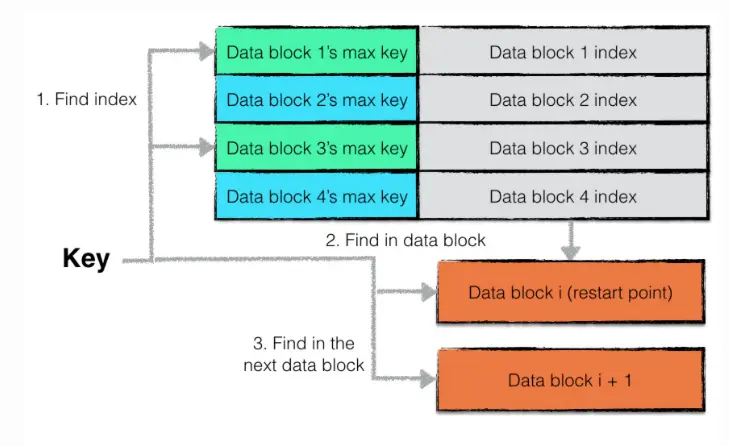 Data block 1's max key Data block 1 index
1. Find index
Data block 2's max key Data block 2 index
Data block 3's max key Data block 3 index
Data block 4's max key Data block 4 index
2. Find in data block
Key
Data block i (restart point)
3. Find in the
next data block
Data block i + 1